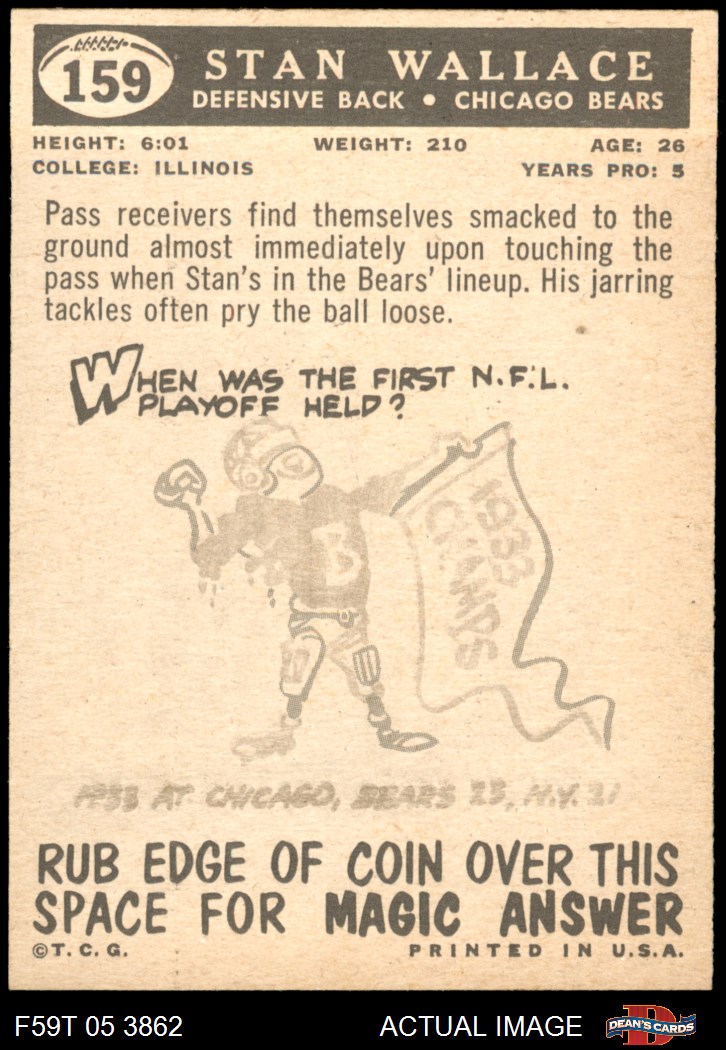 159
STAN WALLACE
DEFENSIVE BACK • CHICAGO BEARS
HEIGHT: 6:01 WEIGHT: 210 AGE: 26
COLLEGE: ILLINOIS YEARS PRO: 5
Pass receivers find themselves smacked to the
ground almost immediately upon touching the
pass when Stan's in the Bears' lineup. His jarring
tackles often pry the ball loose.
WHEN WAS THE FIRST N.F.L.
PLAYOFF HELD?
B
1933
CHAMPS
1933 AT CHICAGO, BEARS 23, N.Y. 21
RUB EDGE OF COIN OVER THIS
SPACE FOR MAGIC ANSWER
©T.C.G. PRINTED IN U.S.A.
F59T 05 3862 ACTUAL IMAGE D DEAN'S CARDS